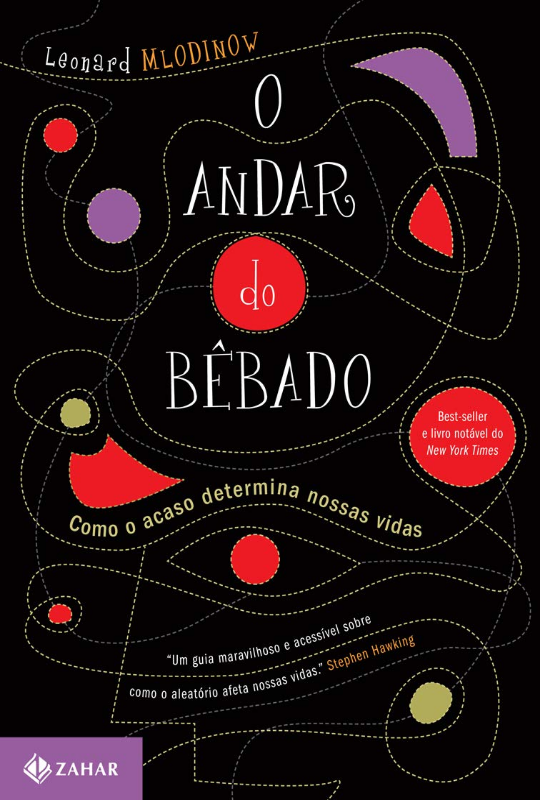 Leonard MLODINOW
O
ANDAR
do
BÊBADO
Best-seller
e livro notável do
New York Times
Como o acaso determina nossas vidas
“Um guia maravilhoso e acessível sobre
como o aleatório afeta nossas vidas.” Stephen Hawking
ZAHAR